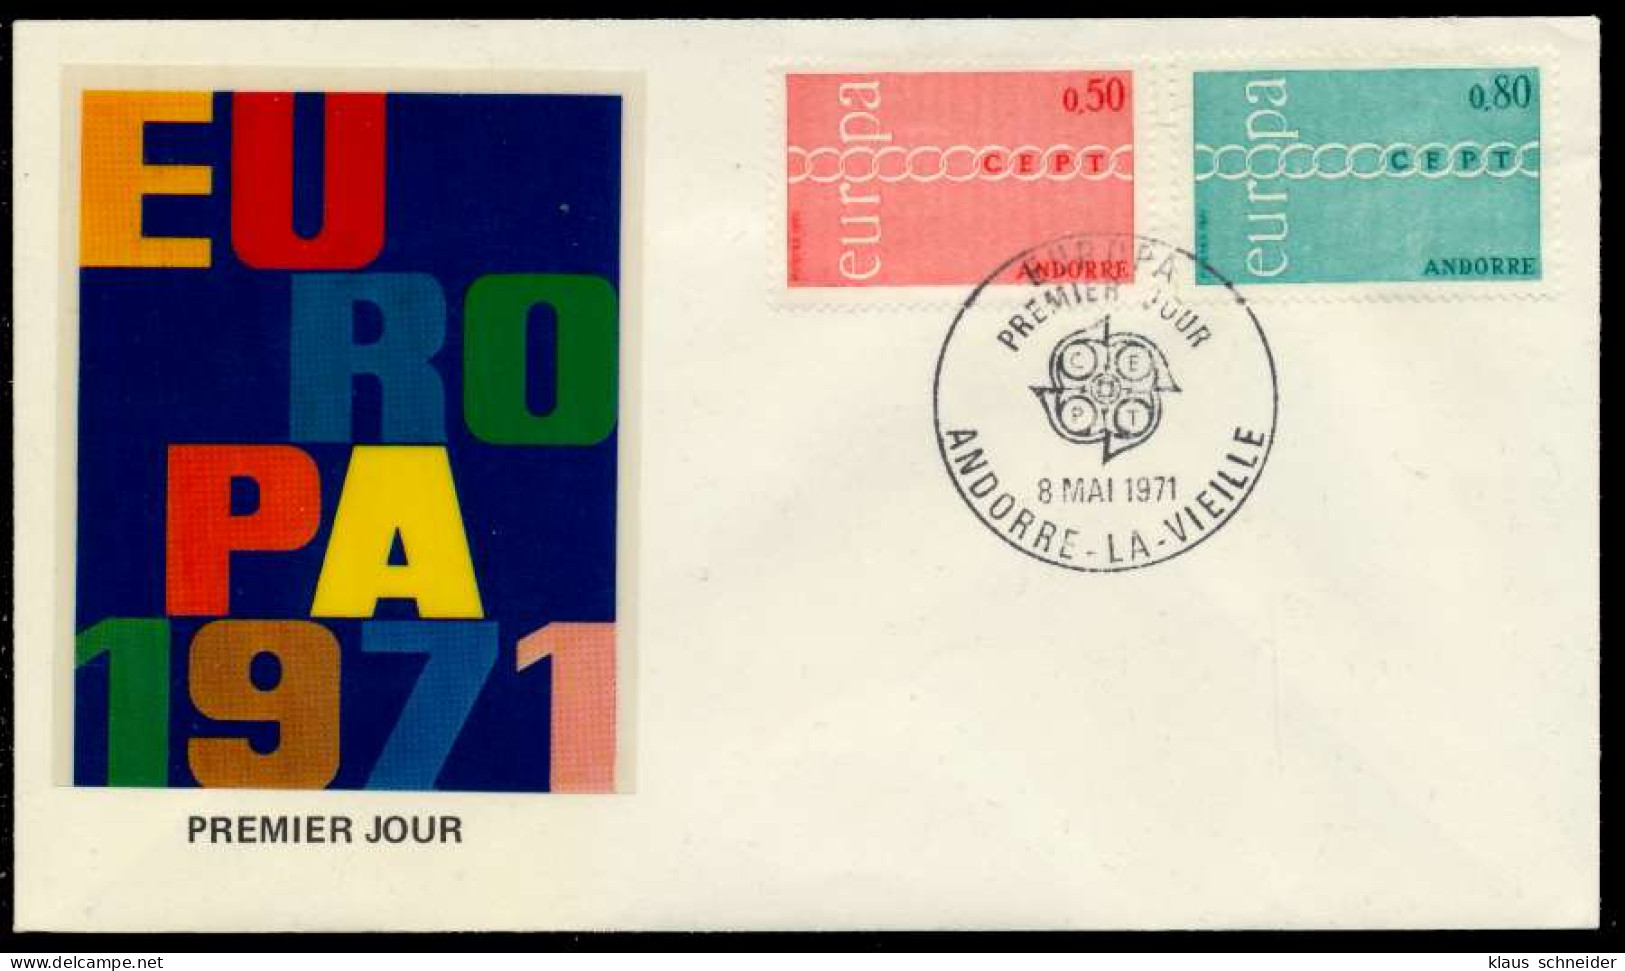 EU
RO
PA
1971
PREMIER JOUR
europa
0,50
CEPT
ANDORRE
europa
0,80
CEPT
ANDORRE
EUROPA
PREMIER JOUR
C E
P T
8 MAI 1971
ANDORRE-LA-VIEILLE
delcampe.net
klaus schneider